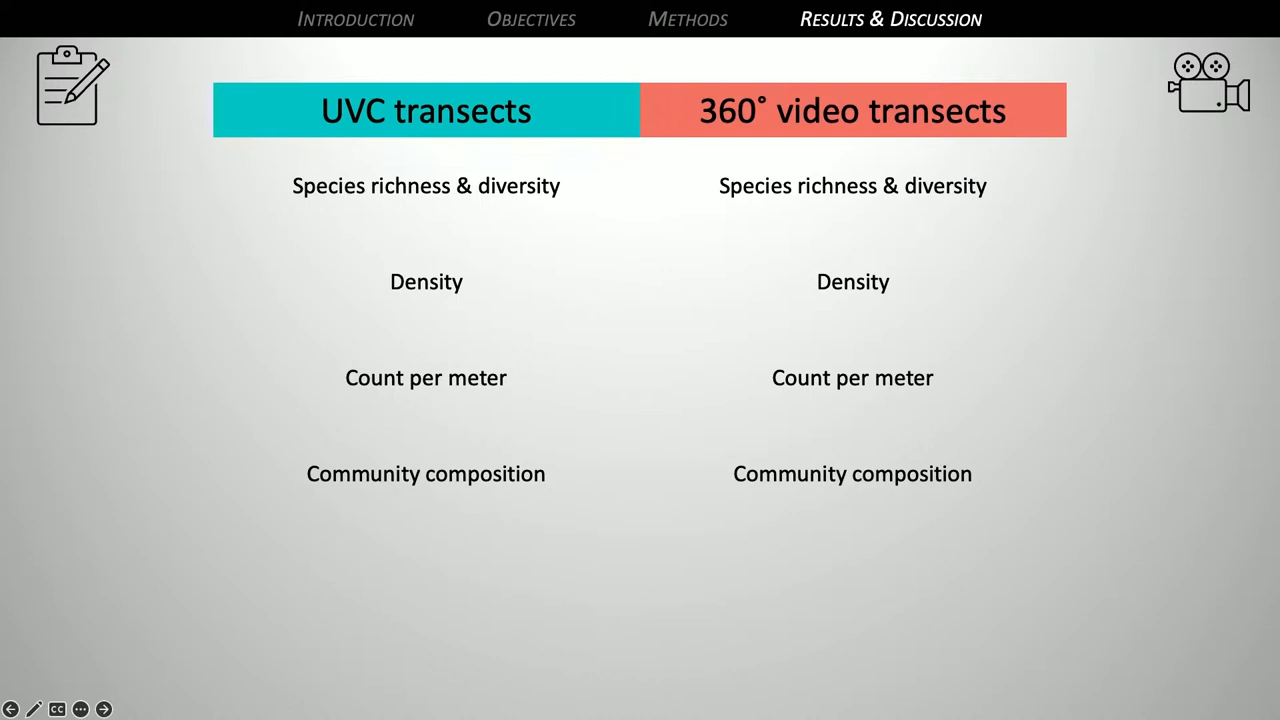 INTRODUCTION OBJECTIVES METHODS RESULTS & DISCUSSION
UVC transects 360˚ video transects
Species richness & diversity Species richness & diversity
Density Density
Count per meter Count per meter
Community composition Community composition
CC